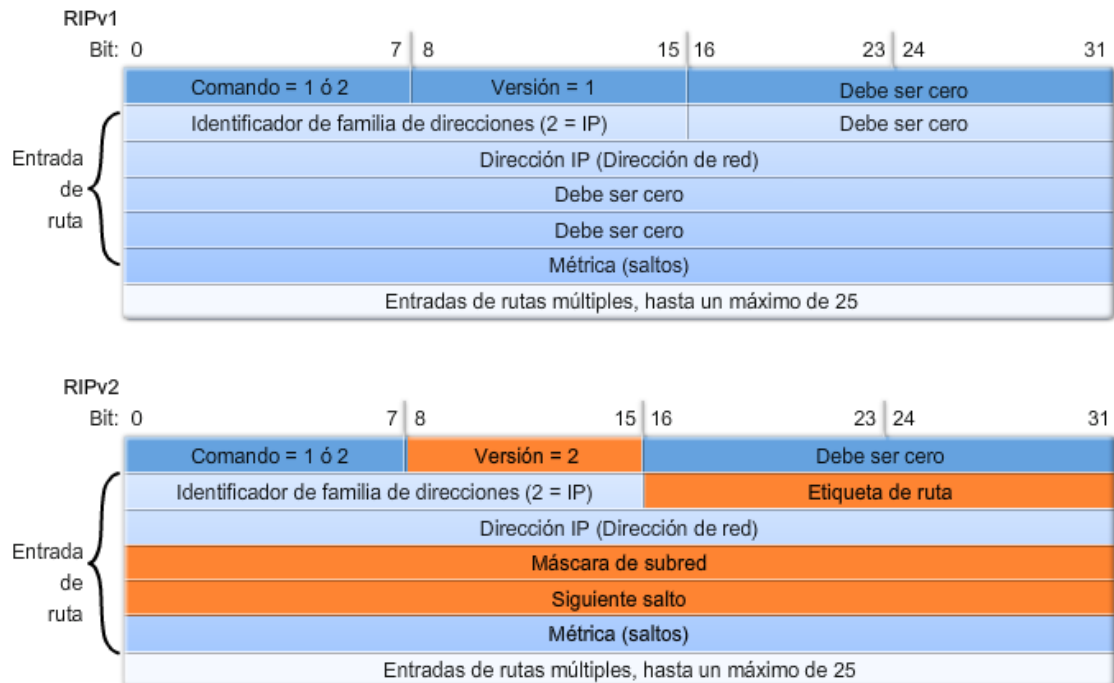 RIPv1
Bit: 0 7 8 15 16 23 24 31
Comando = 1 ó 2 Versión = 1 Debe ser cero
Identificador de familia de direcciones (2 = IP) Debe ser cero
Dirección IP (Dirección de red)
Debe ser cero
Debe ser cero
Métrica (saltos)
Entrada
de
ruta
Entradas de rutas múltiples, hasta un máximo de 25
RIPv2
Bit: 0 7 8 15 16 23 24 31
Comando = 1 ó 2 Versión = 2 Debe ser cero
Identificador de familia de direcciones (2 = IP) Etiqueta de ruta
Dirección IP (Dirección de red)
Máscara de subred
Siguiente salto
Métrica (saltos)
Entrada
de
ruta
Entradas de rutas múltiples, hasta un máximo de 25